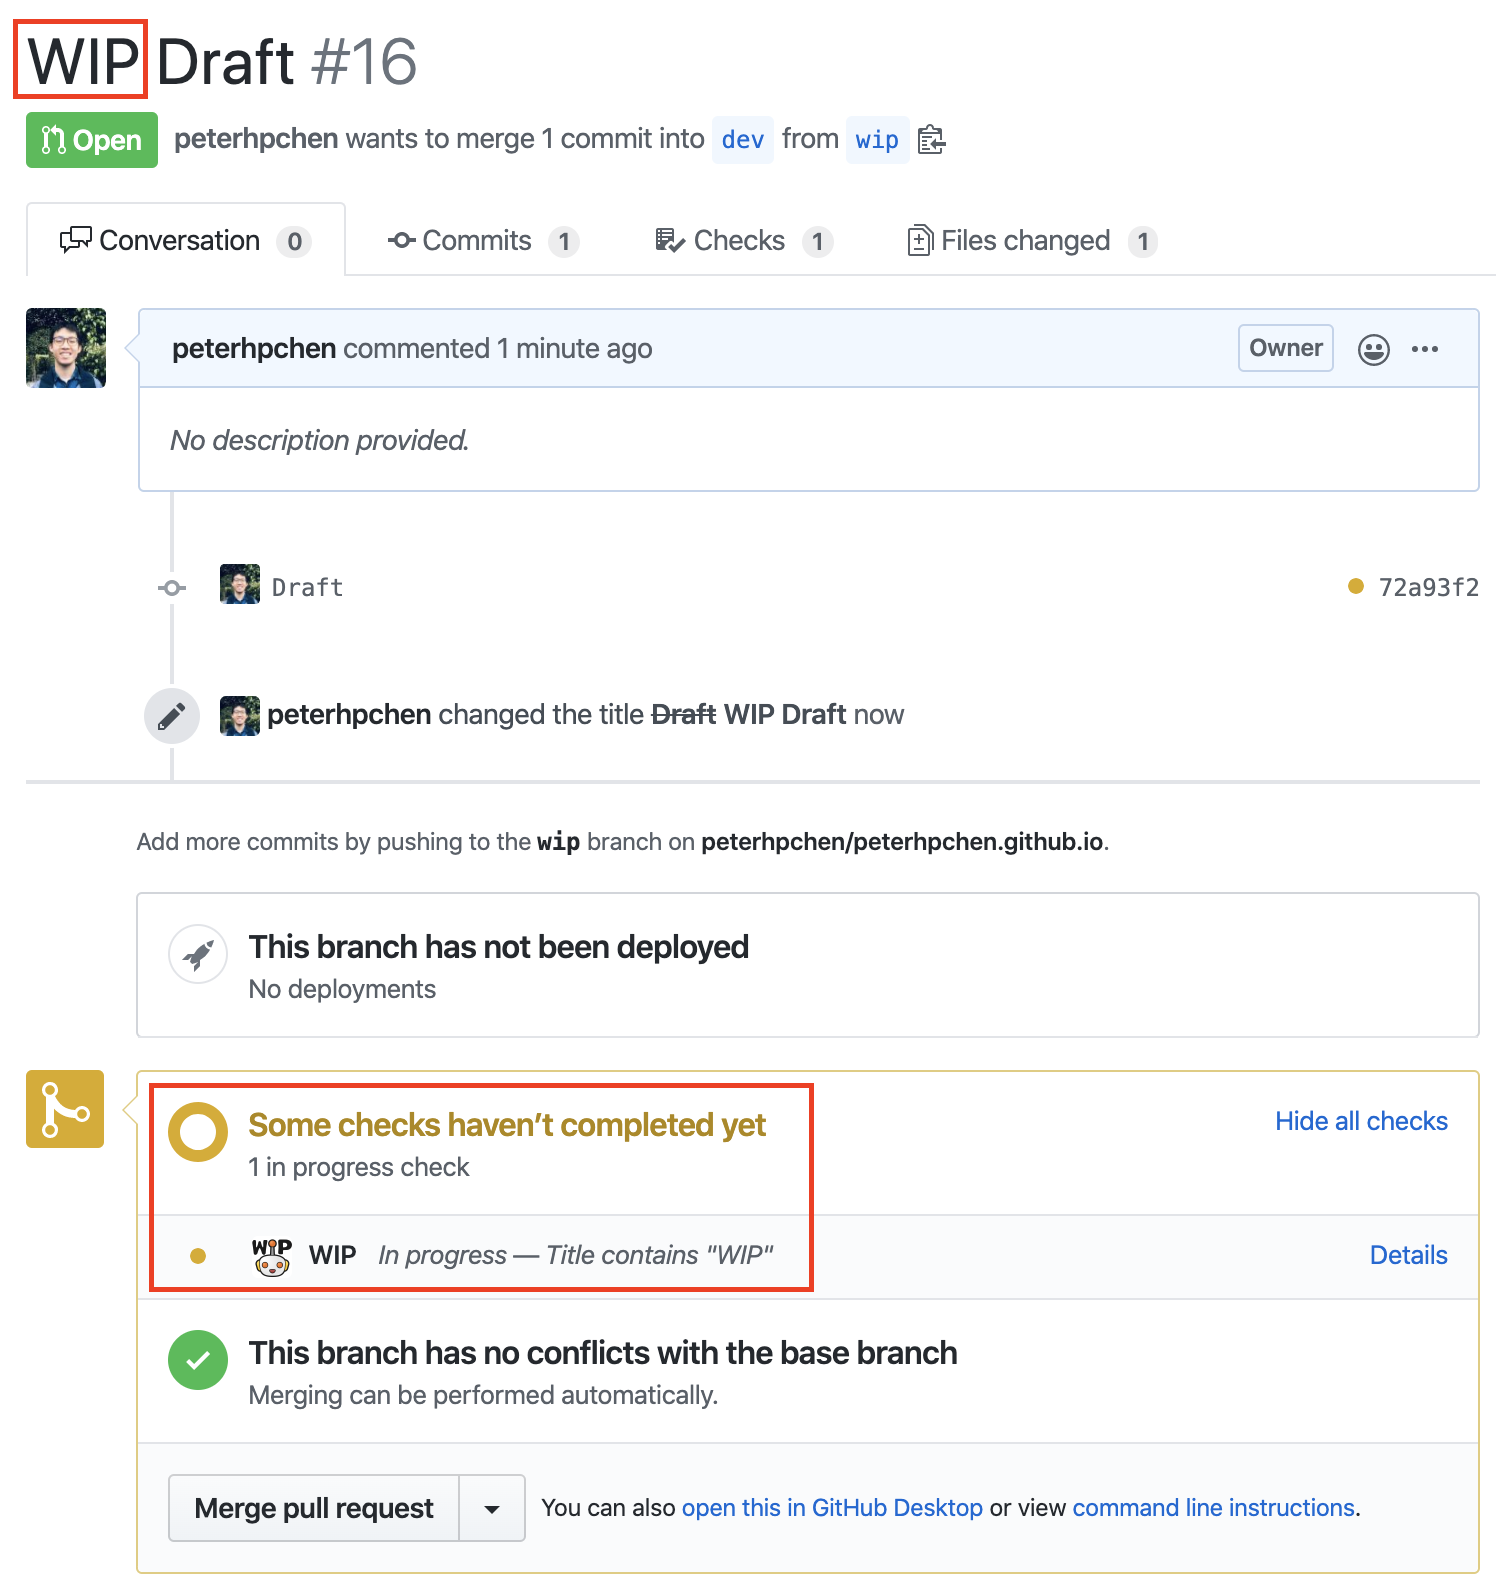 WIP Draft #16
Open peterhpchen wants to merge 1 commit into dev from wip
Conversation 0 Commits 1 Checks 1 Files changed 1
peterhpchen commented 1 minute ago Owner
No description provided.
Draft 72a93f2
peterhpchen changed the title Draft WIP Draft now
Add more commits by pushing to the wip branch on peterhpchen/peterhpchen.github.io.
This branch has not been deployed
No deployments
Some checks haven’t completed yet Hide all checks
1 in progress check
WIP WIP In progress — Title contains "WIP" Details
This branch has no conflicts with the base branch
Merging can be performed automatically.
Merge pull request You can also open this in GitHub Desktop or view command line instructions.